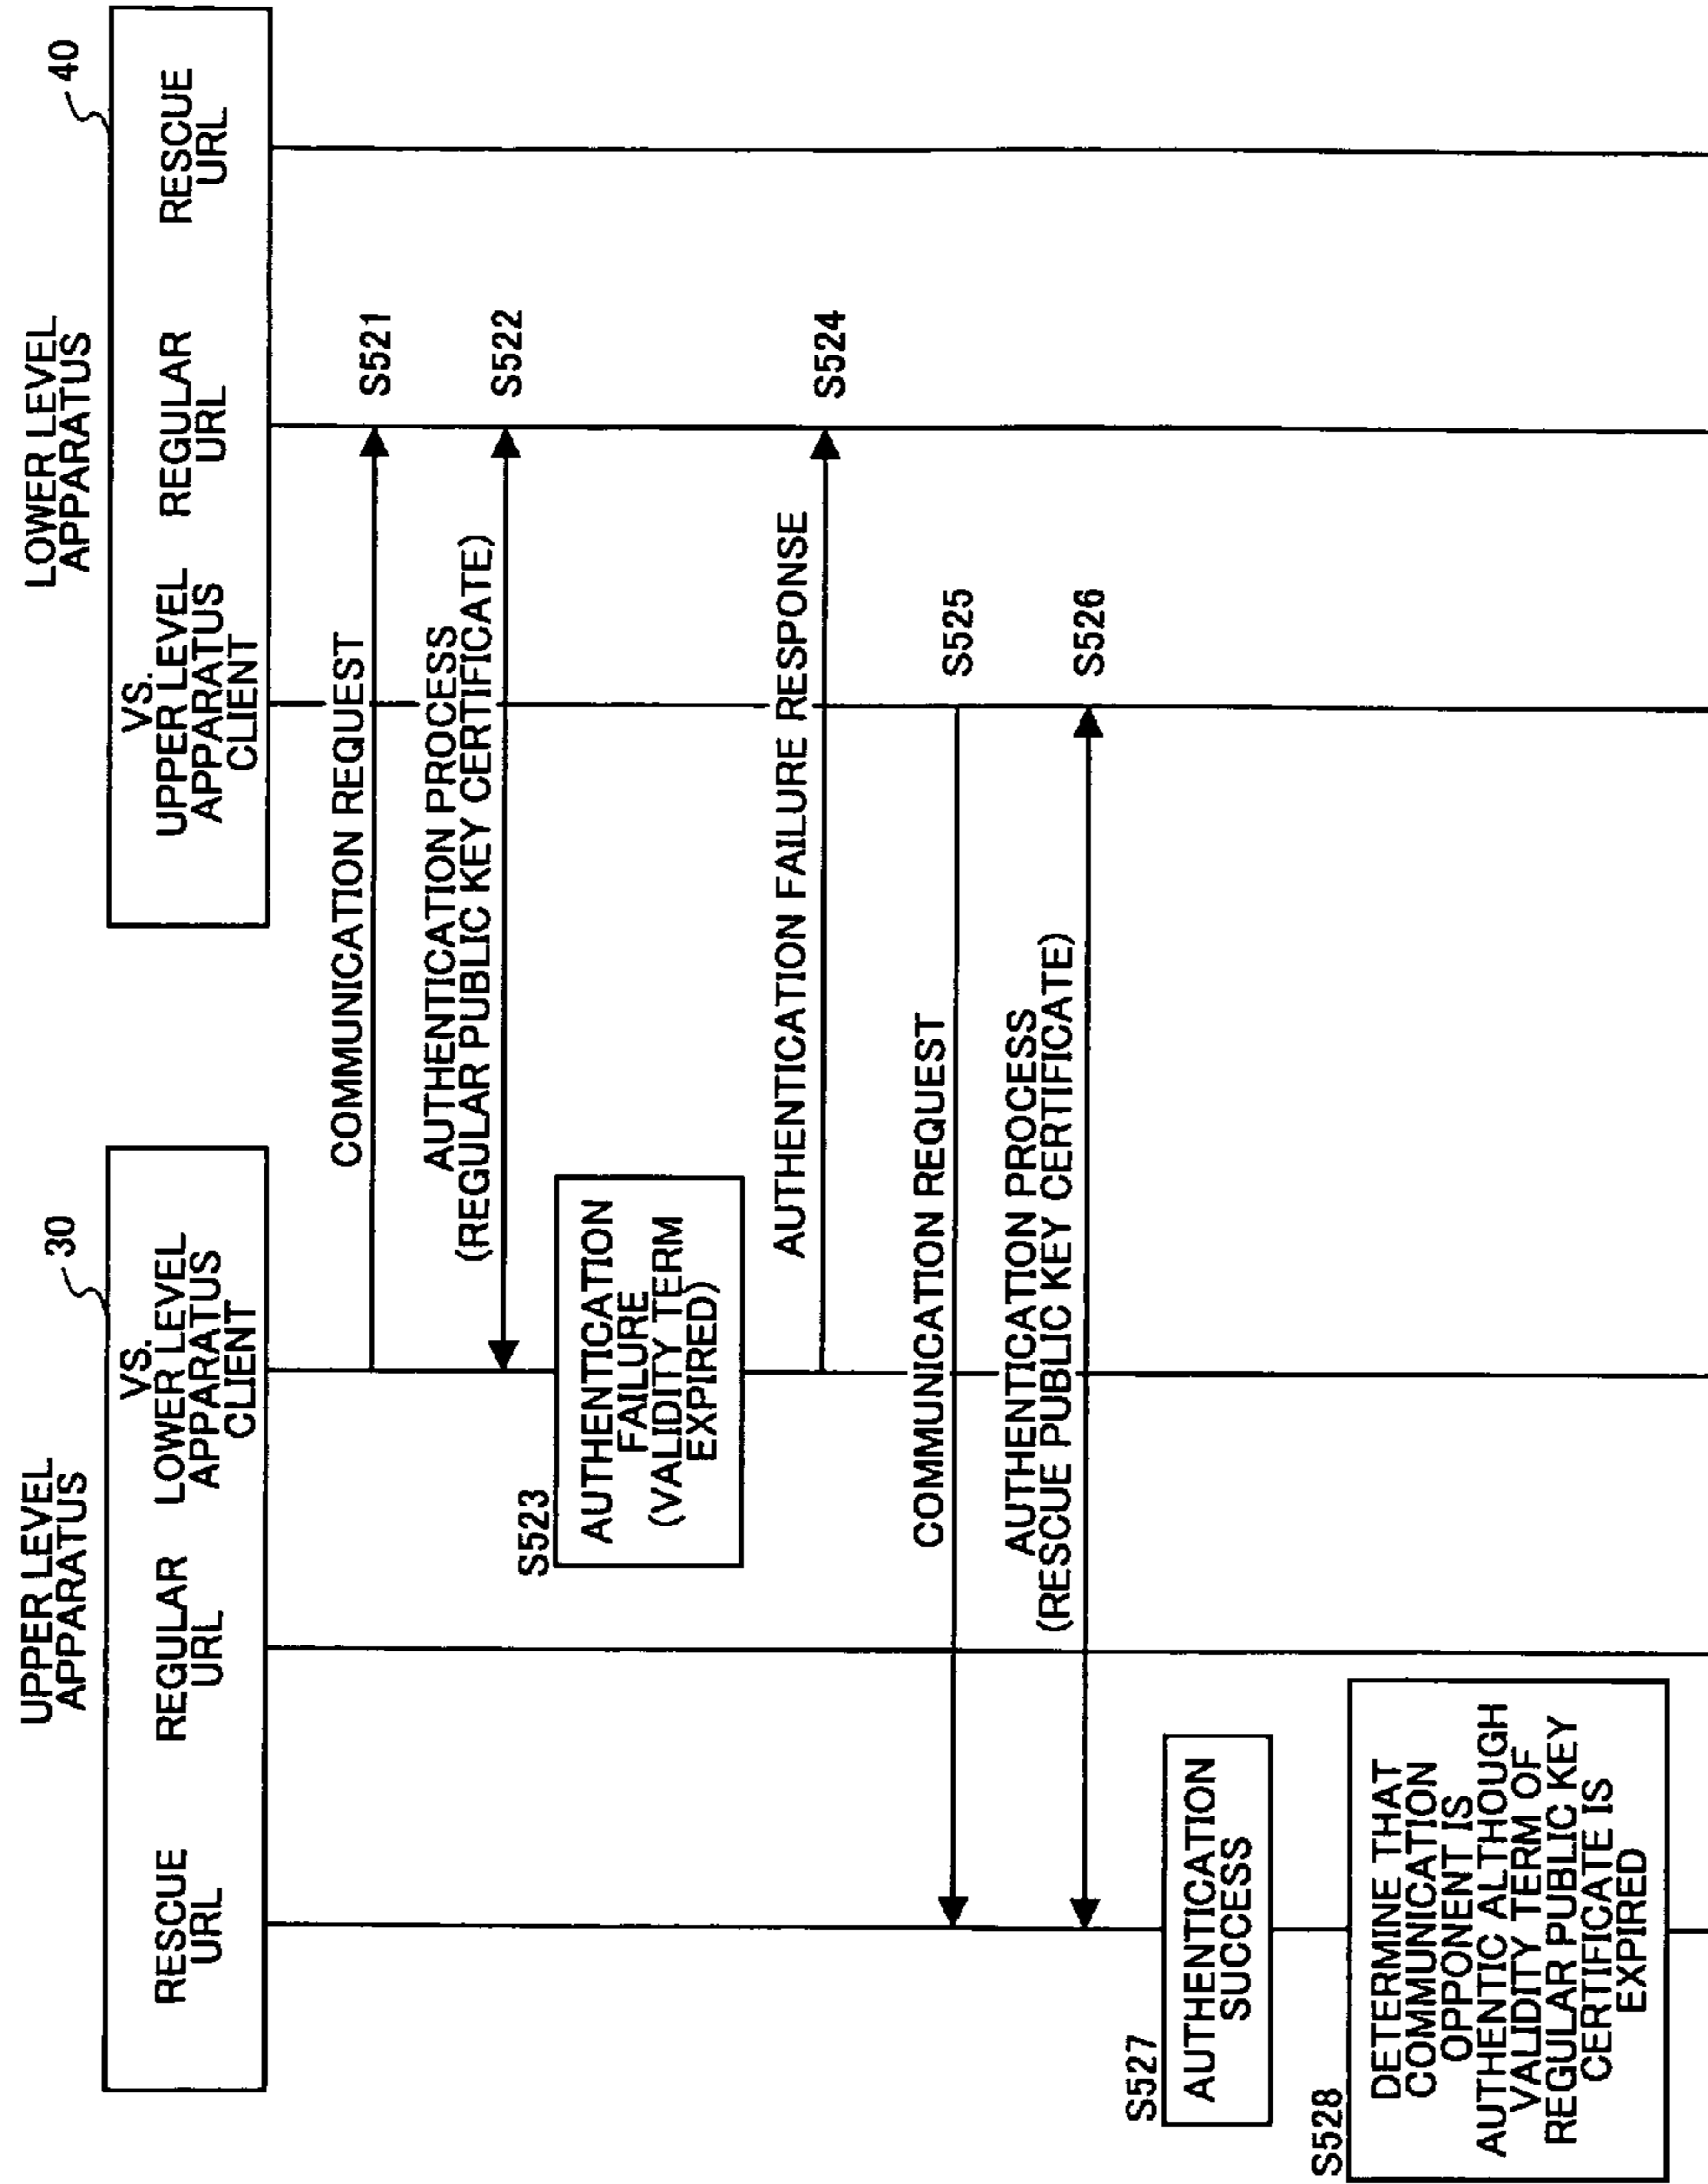 UPPER LEVEL
APPARATUS
30
RESCUE
URL
REGULAR
URL
VS.
LOWER LEVEL
APPARATUS
CLIENT
LOWER LEVEL
APPARATUS
40
VS.
UPPER LEVEL
APPARATUS
CLIENT
REGULAR
URL
RESCUE
URL
COMMUNICATION REQUEST
S521
AUTHENTICATION PROCESS
(REGULAR PUBLIC KEY CERTIFICATE)
S522
S523
AUTHENTICATION
FAILURE
(VALIDITY TERM
EXPIRED)
AUTHENTICATION FAILURE RESPONSE
S524
COMMUNICATION REQUEST
S525
AUTHENTICATION PROCESS
(RESCUE PUBLIC KEY CERTIFICATE)
S526
S527
AUTHENTICATION
SUCCESS
S528
DETERMINE THAT
COMMUNICATION
OPPONENT IS
AUTHENTIC ALTHOUGH
VALIDITY TERM OF
REGULAR PUBLIC KEY
CERTIFICATE IS
EXPIRED